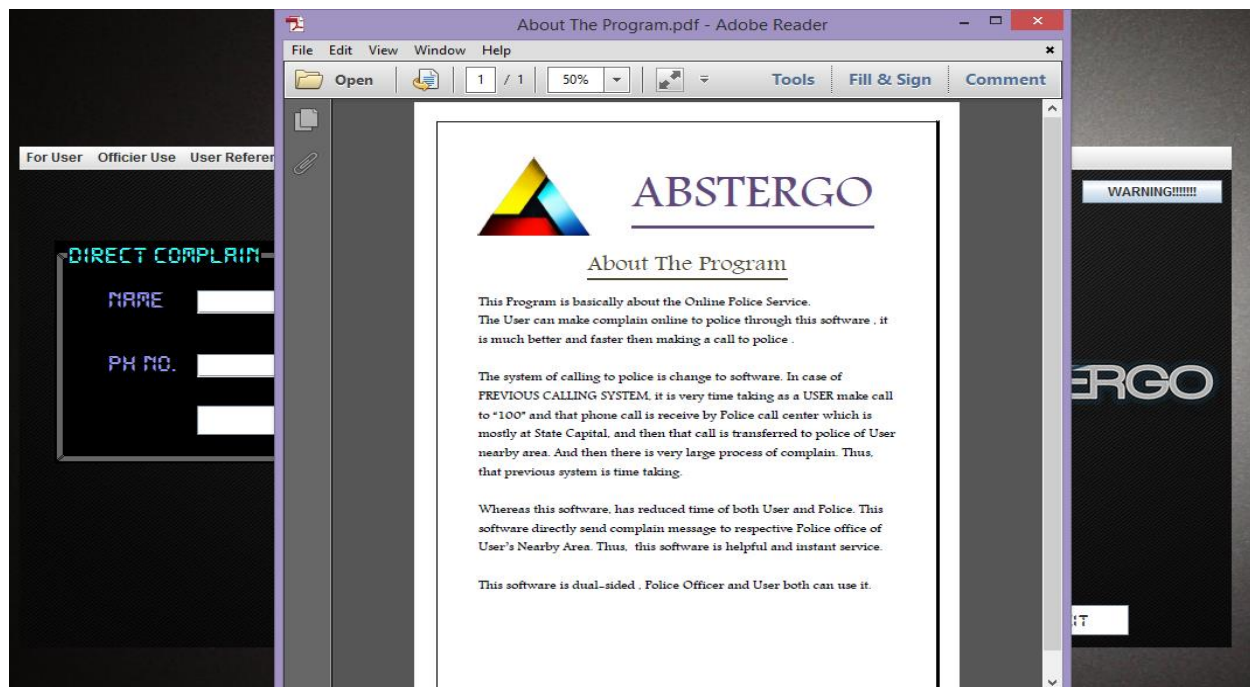 About The Program.pdf - Adobe Reader
File Edit View Window Help
Open 1 / 1 50% Tools Fill & Sign Comment
For User Officier Use User Referen
WARNING!!!!!!!
DIRECT COMPLAIN
NAME
PH NO.
ERGO
IT
ABSTERGO
About The Program
This Program is basically about the Online Police Service.
The User can make complain online to police through this software , it
is much better and faster then making a call to police .
The system of calling to police is change to software. In case of
PREVIOUS CALLING SYSTEM, it is very time taking as a USER make call
to “100” and that phone call is receive by Police call center which is
mostly at State Capital, and then that call is transferred to police of User
nearby area. And then there is very large process of complain. Thus,
that previous system is time taking.
Whereas this software, has reduced time of both User and Police. This
software directly send complain message to respective Police office of
User’s Nearby Area. Thus, this software is helpful and instant service.
This software is dual-sided , Police Officer and User both can use it.